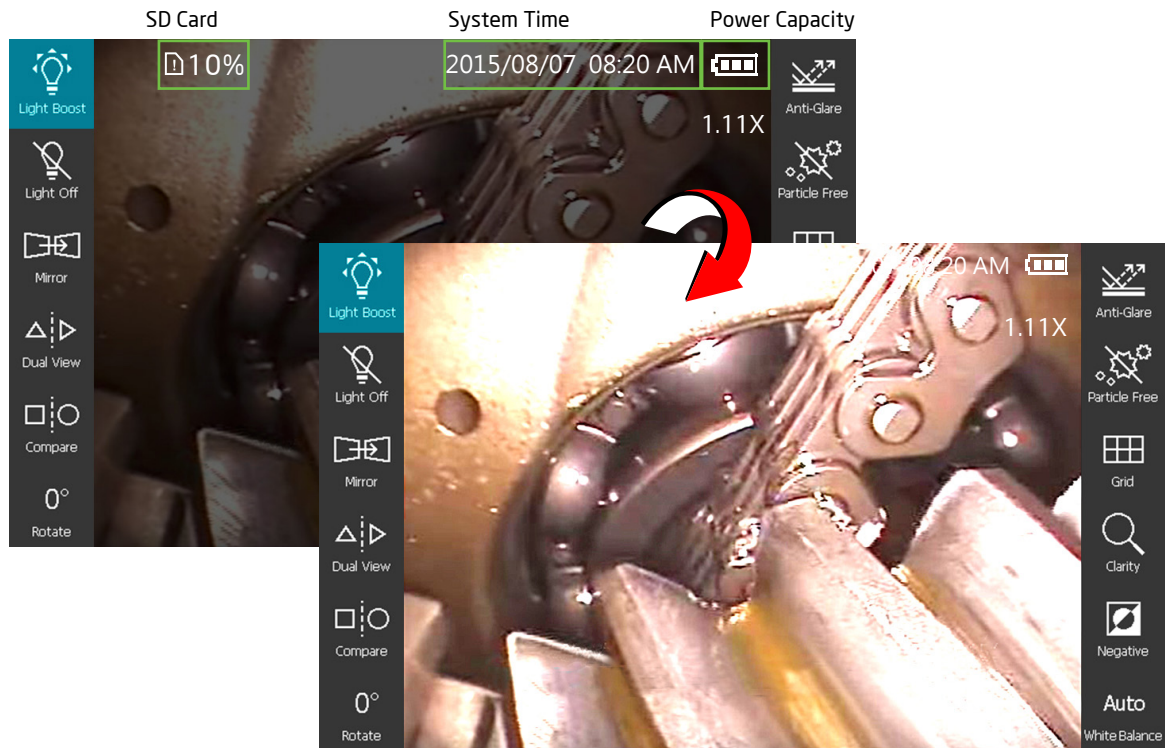 SD Card System Time Power Capacity
10% 2015/08/07 08:20 AM
Light Boost
Anti-Glare
1.11X
Light Off
Particle Free
Mirror
Dual View
Compare
0°
Rotate
20 AM
Light Boost
Anti-Glare
1.11X
Light Off
Particle Free
Mirror
Grid
Dual View
Clarity
Compare
Negative
0°
Auto
Rotate
White Balance